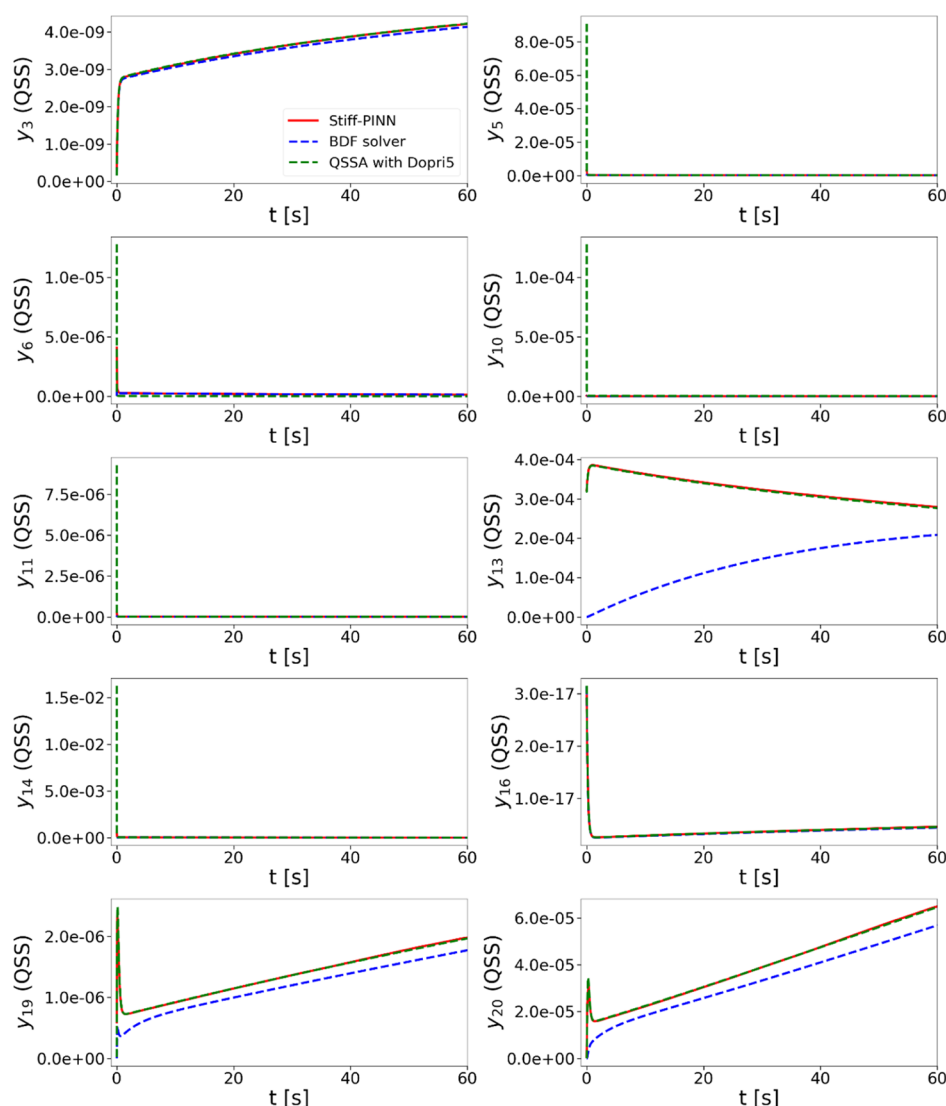 4.0e-09
3.0e-09
2.0e-09
1.0e-09
0.0e+00
y₃ (QSS)
Stiff-PINN
BDF solver
QSSA with Dopri5
0 20 40 60
t [s]
8.0e-05
6.0e-05
4.0e-05
2.0e-05
0.0e+00
y₅ (QSS)
0 20 40 60
t [s]
1.0e-05
5.0e-06
0.0e+00
y₆ (QSS)
0 20 40 60
t [s]
1.0e-04
5.0e-05
0.0e+00
y₁₀ (QSS)
0 20 40 60
t [s]
7.5e-06
5.0e-06
2.5e-06
0.0e+00
y₁₁ (QSS)
0 20 40 60
t [s]
4.0e-04
3.0e-04
2.0e-04
1.0e-04
0.0e+00
y₁₃ (QSS)
0 20 40 60
t [s]
1.5e-02
1.0e-02
5.0e-03
0.0e+00
y₁₄ (QSS)
0 20 40 60
t [s]
3.0e-17
2.0e-17
1.0e-17
y₁₆ (QSS)
0 20 40 60
t [s]
2.0e-06
1.0e-06
0.0e+00
y₁₉ (QSS)
0 20 40 60
t [s]
6.0e-05
4.0e-05
2.0e-05
0.0e+00
y₂₀ (QSS)
0 20 40 60
t [s]